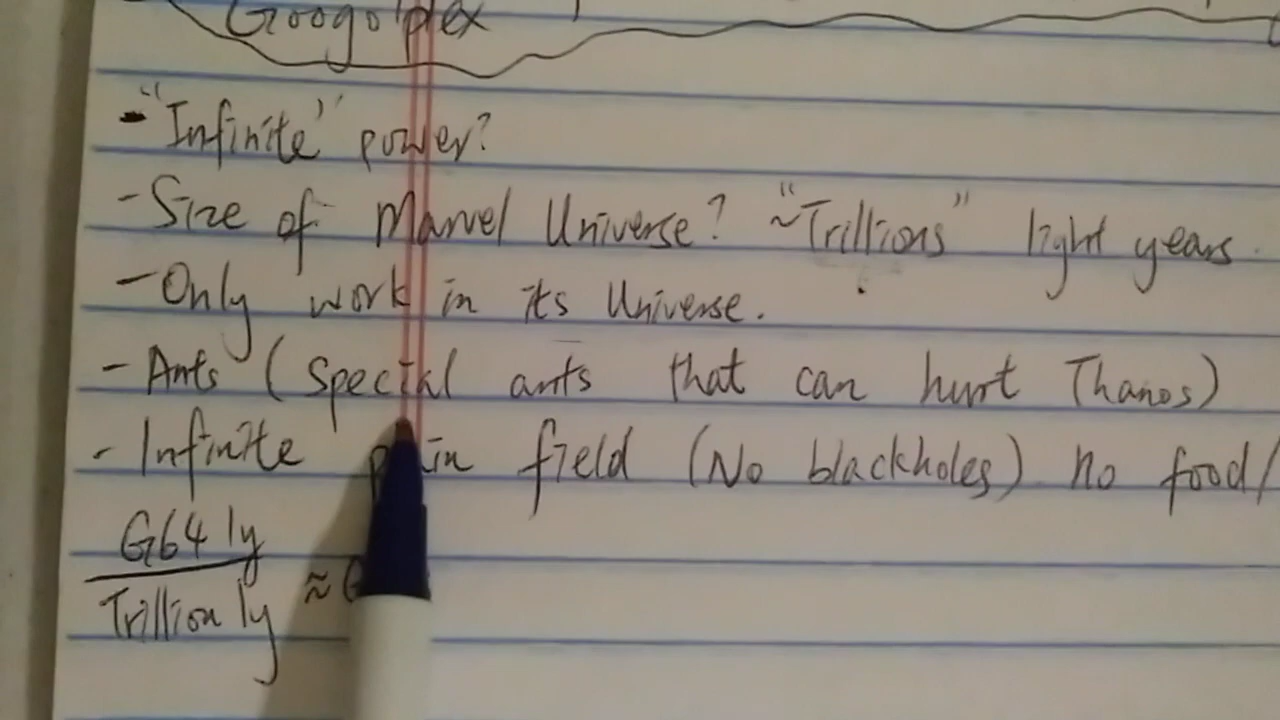 Googolplex
- "Infinite" power?
- Size of Marvel Universe? ~"Trillions" light years.
- Only work in its Universe.
- Ants (Special ants that can hurt Thanos)
- Infinite plain field (No blackholes) no food/
G64 ly
Trillion ly ≈ G